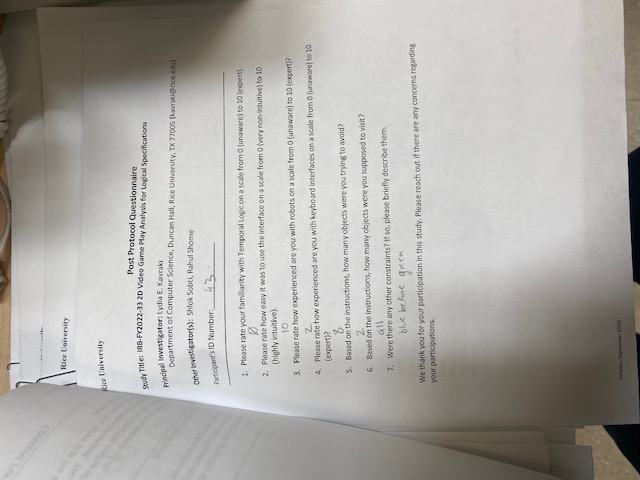 Rice University
Rice University
Post Protocol Questionnaire
Study Title: IRB-FY2022-33 2D Video Game Play Analysis for Logical Specifications
Principal Investigator: Lydia E. Kavraki
Department of Computer Science, Duncan Hall, Rice University, TX 77005 (kavraki@rice.edu)
Other Investigator(s): Shlok Sobti, Rahul Shome
Participant's ID Number: 43
1. Please rate your familiarity with Temporal Logic on a scale from 0 (unaware) to 10 (expert).
0
2. Please rate how easy it was to use the interface on a scale from 0 (very non-intuitive) to 10
(highly intuitive).
10
3. Please rate how experienced are you with robots on a scale from 0 (unaware) to 10 (expert)?
2
4. Please rate how experienced are you with keyboard interfaces on a scale from 0 (unaware) to 10
(expert)?
8
5. Based on the instructions, how many objects were you trying to avoid?
2
6. Based on the instructions, how many objects were you supposed to visit?
all
7. Were there any other constraints? If so, please briefly describe them.
blue before green
We thank you for your participation in this study. Please reach out if there are any concerns regarding
your participations.
Version: September 2020